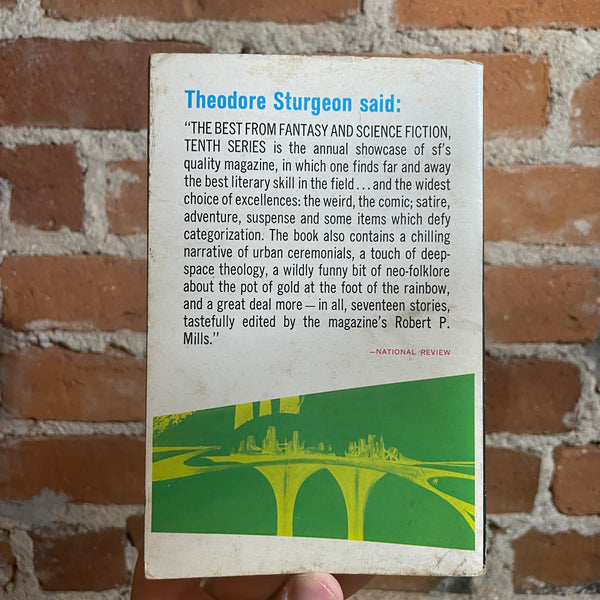 Theodore Sturgeon said:
“THE BEST FROM FANTASY AND SCIENCE FICTION,
TENTH SERIES is the annual showcase of sf’s
quality magazine, in which one finds far and away
the best literary skill in the field...and the widest
choice of excellences: the weird, the comic; satire,
adventure, suspense and some items which defy
categorization. The book also contains a chilling
narrative of urban ceremonials, a touch of deep-
space theology, a wildly funny bit of neo-folklore
about the pot of gold at the foot of the rainbow,
and a great deal more—in all, seventeen stories,
tastefully edited by the magazine’s Robert P.
Mills.”
—NATIONAL REVIEW